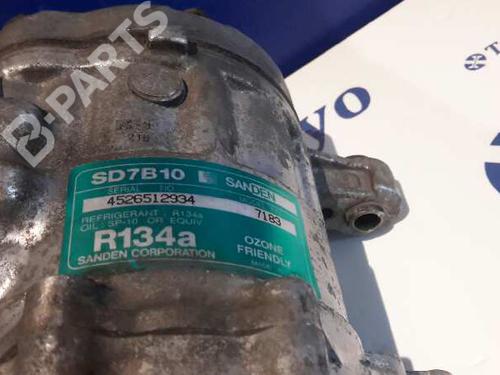 B-PARTS
SD7B10 SANDEN
SERIAL NO
4526512934 7183
REFRIGERANT : R134a
OIL : SP-10 OR EQUIV
R134a OZONE
FRIENDLY
SANDEN CORPORATION